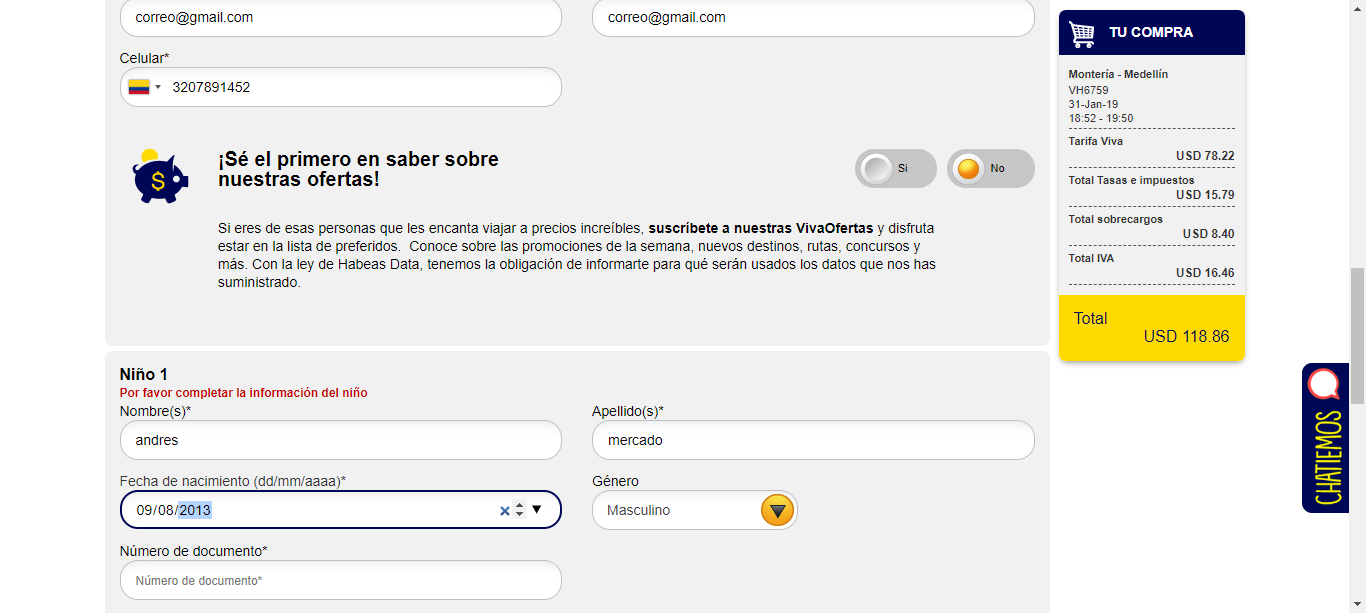 correo@gmail.com
correo@gmail.com
Celular*
3207891452
¡Sé el primero en saber sobre
nuestras ofertas!
Si
No
Si eres de esas personas que les encanta viajar a precios increíbles, suscríbete a nuestras VivaOfertas y disfruta
estar en la lista de preferidos. Conoce sobre las promociones de la semana, nuevos destinos, rutas, concursos y
más. Con la ley de Habeas Data, tenemos la obligación de informarte para qué serán usados los datos que nos has
suministrado.
Niño 1
Por favor completar la información del niño
Nombre(s)*
Apellido(s)*
andres
mercado
Fecha de nacimiento (dd/mm/aaaa)*
Género
09/08/2013
Masculino
Número de documento*
Número de documento*
TU COMPRA
Montería - Medellín
VH6759
31-Jan-19
18:52 - 19:50
Tarifa Viva
USD 78.22
Total Tasas e impuestos
USD 15.79
Total sobrecargos
USD 8.40
Total IVA
USD 16.46
Total
USD 118.86
CHATIEMOS